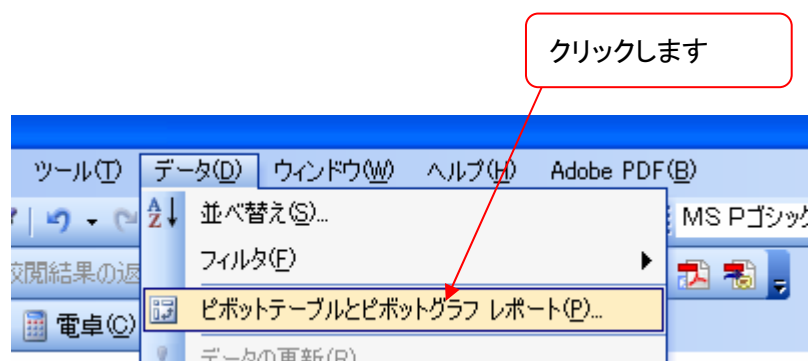 クリックします
ツール(T) データ(D) ウィンドウ(W) ヘルプ(H) Adobe PDF(B)
並べ替え(S)...
MS Pゴシック
フィルタ(F)
校閲結果の返
ピボットテーブルとピボットグラフ レポート(P)...
電卓(C)
データの更新(R)